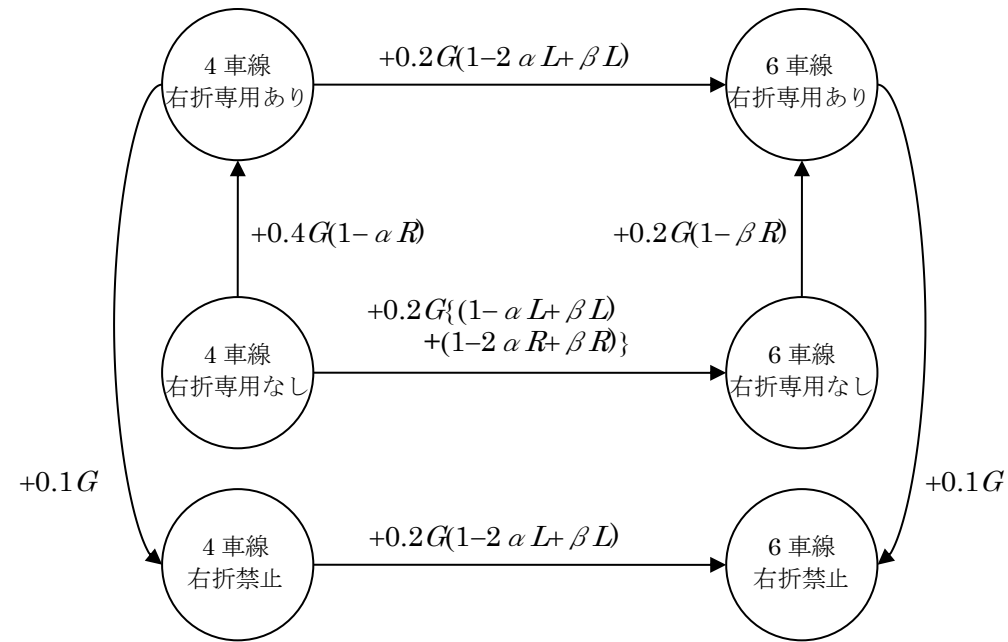 +0.2G(1−2αL+βL)
4 車線
右折専用あり
6 車線
右折専用あり
+0.4G(1−αR)
+0.2G(1−βR)
+0.2G{(1−αL+βL)
+(1−2αR+βR)}
4 車線
右折専用なし
6 車線
右折専用なし
+0.1G
+0.1G
+0.2G(1−2αL+βL)
4 車線
右折禁止
6 車線
右折禁止